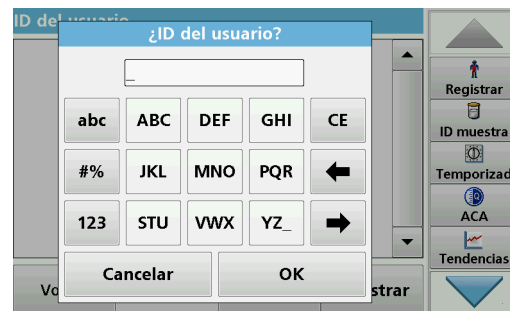 ID del usuario
¿ID del usuario?
_
abc ABC DEF GHI CE
#% JKL MNO PQR
123 STU VWX YZ_
Cancelar OK
Vo strar
Registrar
ID muestra
Temporizad
ACA
Tendencias